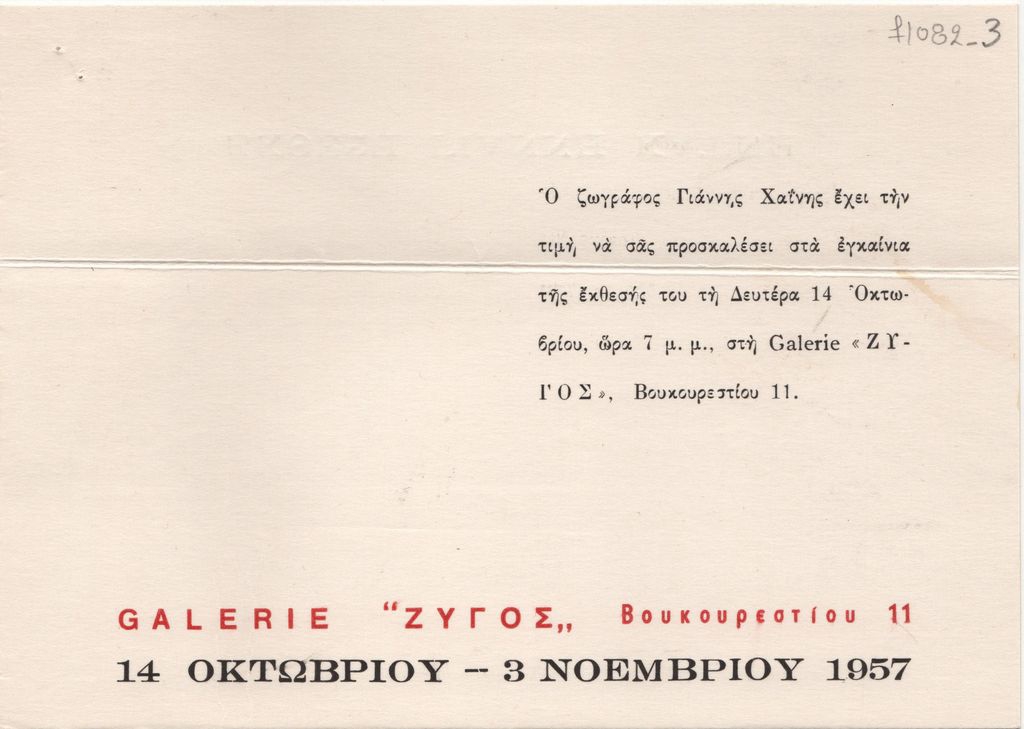 f1082_3
Ὁ ζωγράφος Γιάννης Χαΐνης ἔχει τὴν
τιμὴ νὰ σᾶς προσκαλέσει στὰ ἐγκαίνια
τῆς ἔκθεσής του τὴ Δευτέρα 14 Ὀκτω-
βρίου, ὥρα 7 μ. μ., στὴ Galerie «ΖΥ-
ΓΟΣ», Βουκουρεστίου 11.
GALERIE "ΖΥΓΟΣ„ Βουκουρεστίου 11
14 ΟΚΤΩΒΡΙΟΥ -- 3 ΝΟΕΜΒΡΙΟΥ 1957